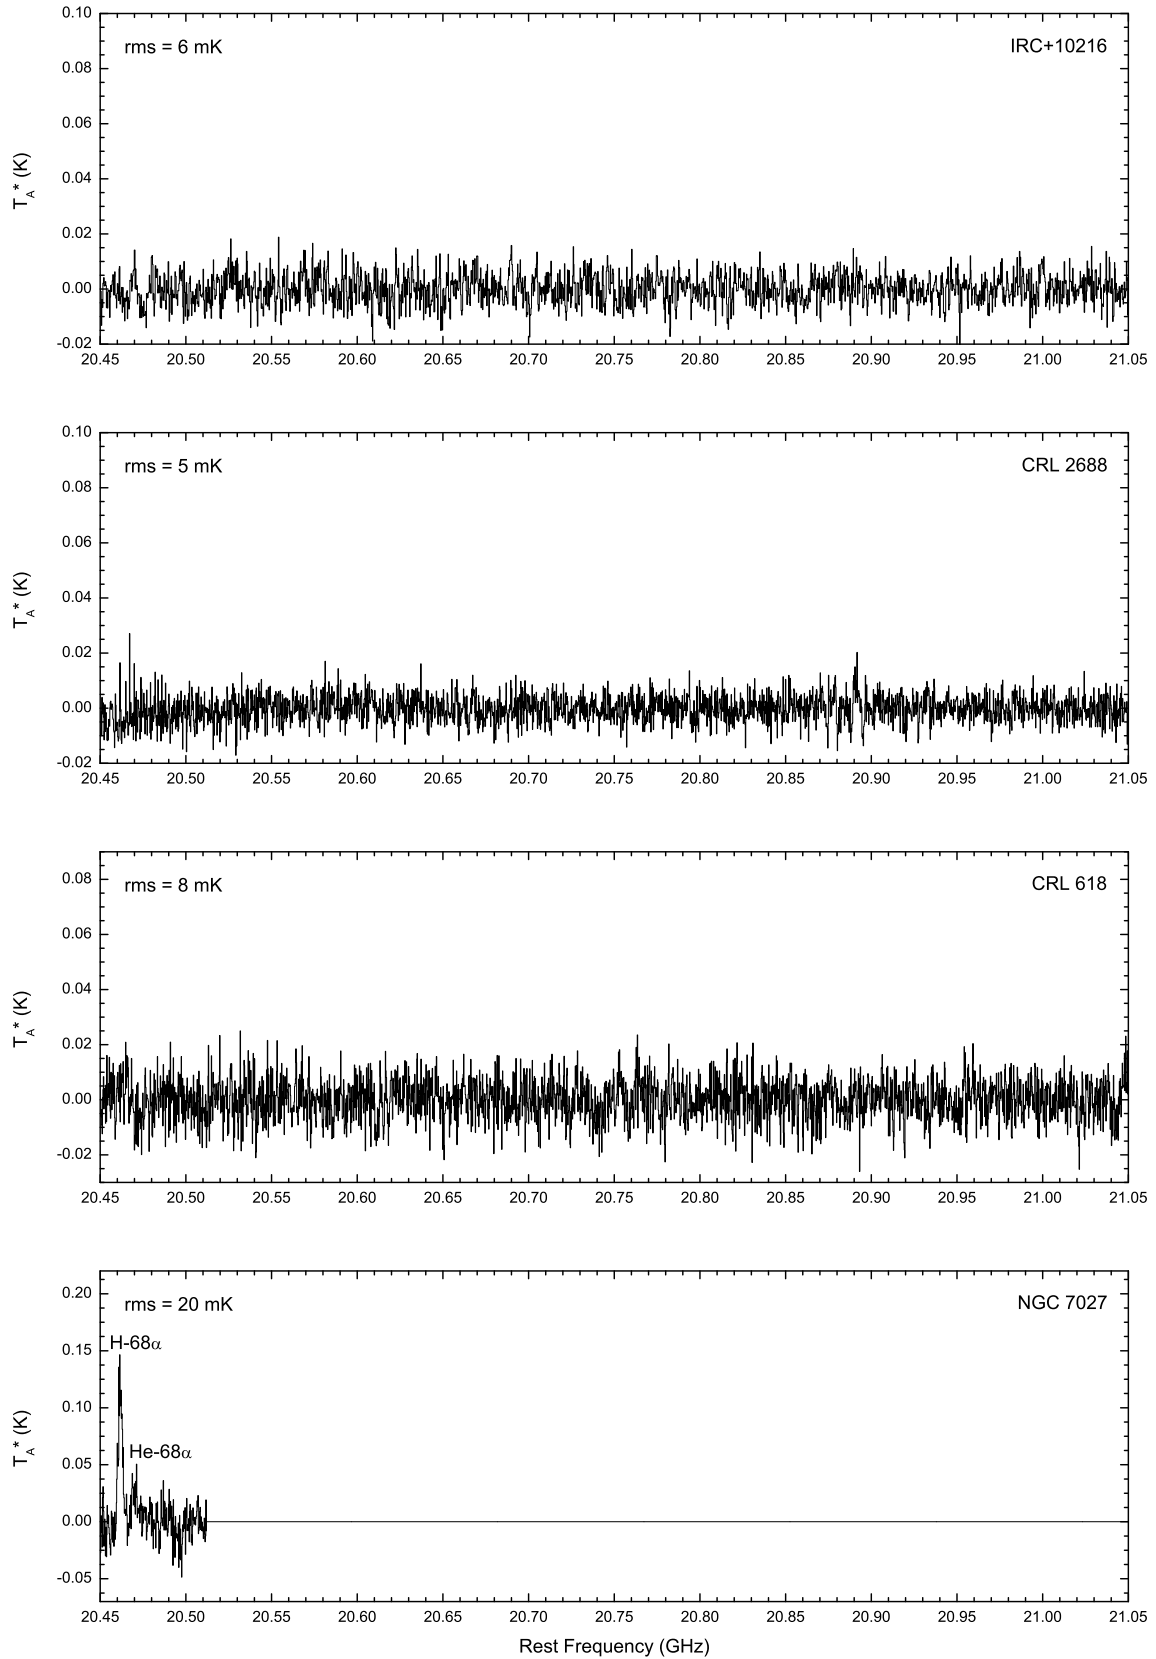 0.10
rms = 6 mK
IRC+10216
0.08
0.06
0.04
0.02
0.00
-0.02
T_A* (K)
20.45 20.50 20.55 20.60 20.65 20.70 20.75 20.80 20.85 20.90 20.95 21.00 21.05
0.10
rms = 5 mK
CRL 2688
0.08
0.06
0.04
0.02
0.00
-0.02
T_A* (K)
20.45 20.50 20.55 20.60 20.65 20.70 20.75 20.80 20.85 20.90 20.95 21.00 21.05
rms = 8 mK
CRL 618
0.08
0.06
0.04
0.02
0.00
-0.02
T_A* (K)
20.45 20.50 20.55 20.60 20.65 20.70 20.75 20.80 20.85 20.90 20.95 21.00 21.05
0.20
rms = 20 mK
NGC 7027
H-68α
0.15
0.10
He-68α
0.05
0.00
-0.05
T_A* (K)
20.45 20.50 20.55 20.60 20.65 20.70 20.75 20.80 20.85 20.90 20.95 21.00 21.05
Rest Frequency (GHz)